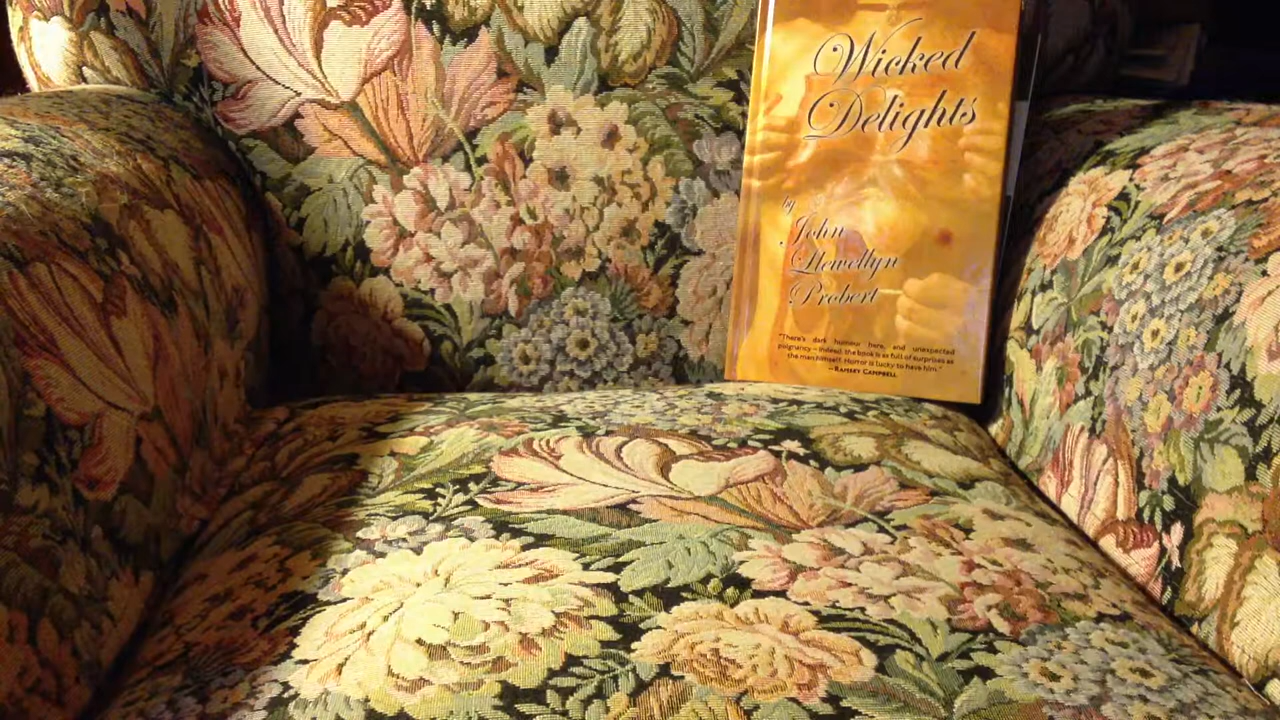 Wicked
Delights
by
John
Llewellyn
Probert
"There's dark humour here, and unexpected
poignancy – indeed, the book is as full of surprises as
the man himself. Horror is lucky to have him."
—RAMSEY CAMPBELL